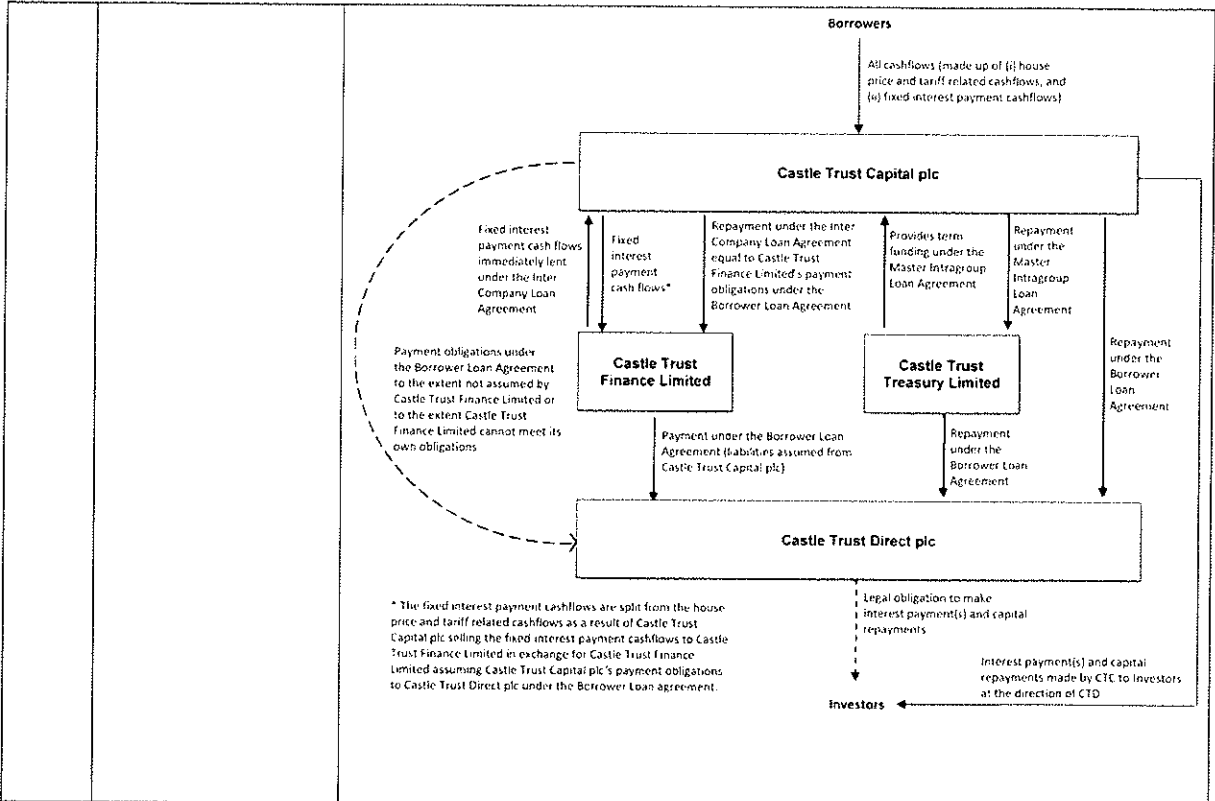 Borrowers
All cashflows (made up of (i) house
price and tariff related cashflows, and
(ii) fixed interest payment cashflows)
Castle Trust Capital plc
Fixed interest
payment cash flows
immediately lent
under the Inter
Company Loan
Agreement
Fixed
interest
payment
cash flows*
Repayment under the Inter
Company Loan Agreement
equal to Castle Trust
Finance Limited's payment
obligations under the
Borrower Loan Agreement
Provides term
funding under the
Master Intragroup
Loan Agreement
Repayment
under the
Master
Intragroup
Loan
Agreement
Repayment
under the
Borrower
Loan
Agreement
Payment obligations under
the Borrower Loan Agreement
to the extent not assumed by
Castle Trust Finance Limited or
to the extent Castle Trust
Finance Limited cannot meet its
own obligations
Castle Trust
Finance Limited
Castle Trust
Treasury Limited
Payment under the Borrower Loan
Agreement (liabilities assumed from
Castle Trust Capital plc)
Repayment
under the
Borrower Loan
Agreement
Castle Trust Direct plc
* The fixed interest payment cashflows are split from the house
price and tariff related cashflows as a result of Castle Trust
Capital plc selling the fixed interest payment cashflows to Castle
Trust Finance Limited in exchange for Castle Trust Finance
Limited assuming Castle Trust Capital plc's payment obligations
to Castle Trust Direct plc under the Borrower Loan agreement.
Legal obligation to make
interest payment(s) and capital
repayments
Interest payment(s) and capital
repayments made by CTC to Investors
at the direction of CTD
Investors